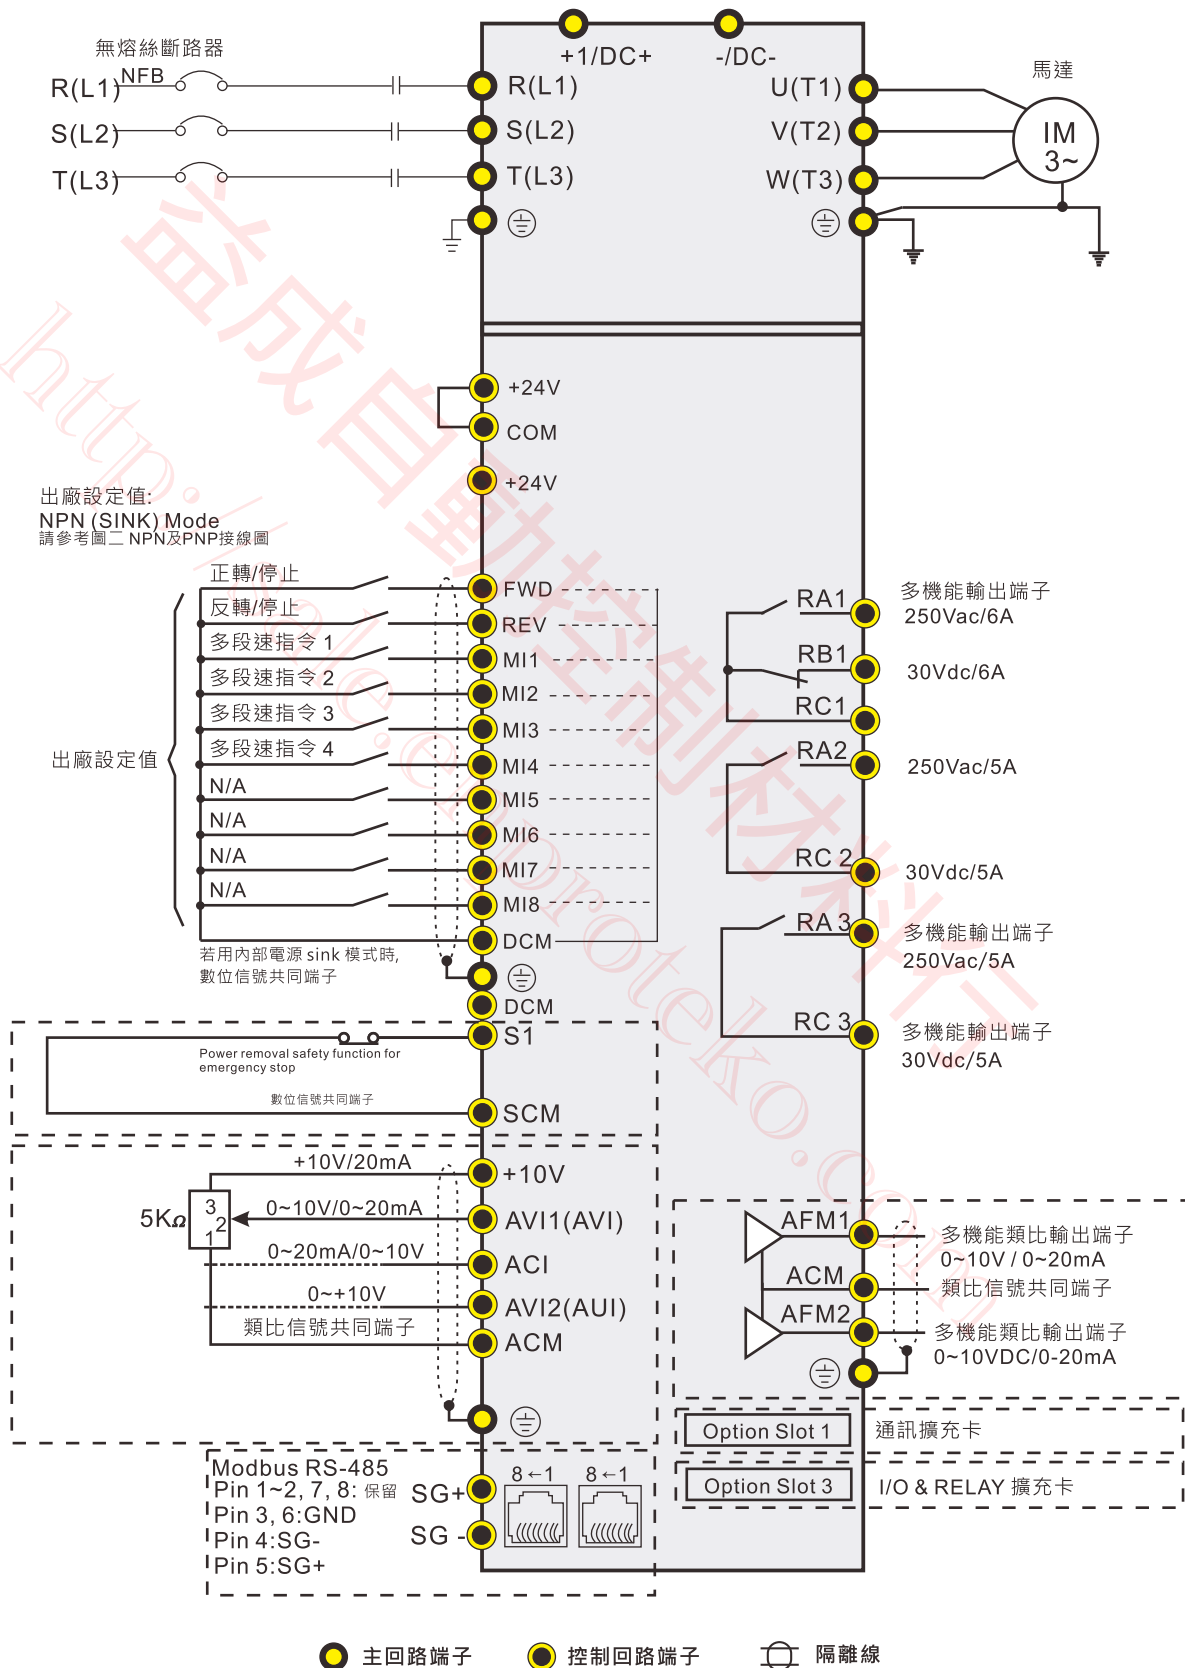 +1/DC+
-/DC-
無熔絲斷路器
NFB
R(L1)
S(L2)
T(L3)
R(L1)
S(L2)
T(L3)
U(T1)
V(T2)
W(T3)
馬達
IM
3~
+24V
COM
+24V
出廠設定值:
NPN (SINK) Mode
請參考圖二 NPN及PNP接線圖
出廠設定值
正轉/停止
FWD
反轉/停止
REV
多段速指令 1
MI1
多段速指令 2
MI2
多段速指令 3
MI3
多段速指令 4
MI4
N/A
MI5
N/A
MI6
N/A
MI7
N/A
MI8
DCM
若用內部電源 sink 模式時,
數位信號共同端子
DCM
RA1
多機能輸出端子
250Vac/6A
RB1
30Vdc/6A
RC1
RA2
250Vac/5A
RC 2
30Vdc/5A
RA 3
多機能輸出端子
250Vac/5A
RC 3
多機能輸出端子
30Vdc/5A
S1
Power removal safety function for
emergency stop
數位信號共同端子
SCM
+10V/20mA
+10V
5KΩ
3
2
1
0~10V/0~20mA
AVI1(AVI)
0~20mA/0~10V
ACI
0~+10V
AVI2(AUI)
類比信號共同端子
ACM
AFM1
多機能類比輸出端子
0~10V / 0~20mA
ACM
類比信號共同端子
AFM2
多機能類比輸出端子
0~10VDC/0-20mA
Option Slot 1
通訊擴充卡
Option Slot 3
I/O & RELAY 擴充卡
Modbus RS-485
Pin 1~2, 7, 8: 保留
Pin 3, 6:GND
Pin 4:SG-
Pin 5:SG+
SG+
SG -
8←1
8←1
主回路端子
控制回路端子
隔離線
益成自動控制材料行
http://sale.enproteko.com